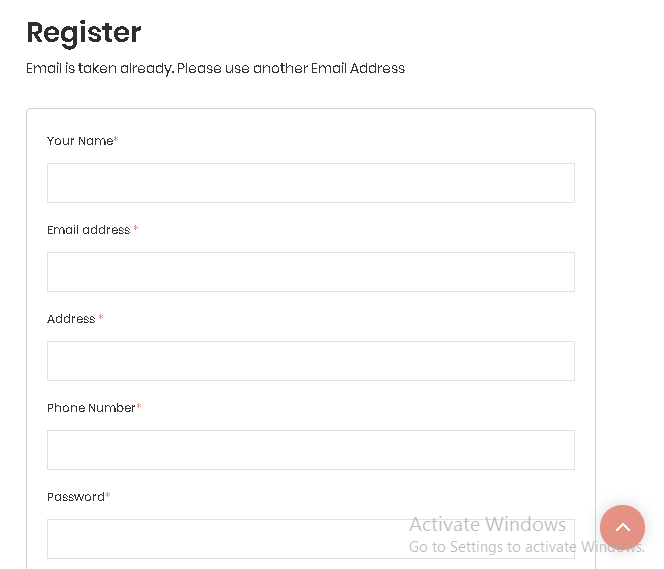 Register
Email is taken already. Please use another Email Address
Your Name*
Email address *
Address *
Phone Number*
Password*
Activate Windows
Go to Settings to activate Windows.